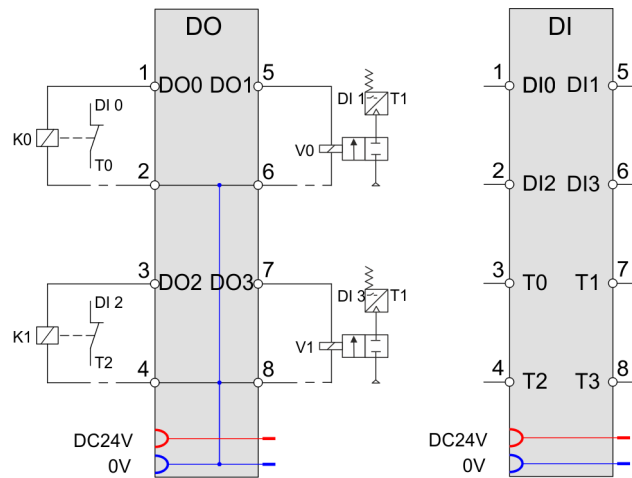 DO
DI
1
DO0 DO1
5
DI 0
K0
T0
DI 1
T1
V0
2
6
3
DO2 DO3
7
DI 2
K1
T2
DI 3
T1
V1
4
8
DC24V
0V
1
DI0 DI1
5
2
DI2 DI3
6
3
T0 T1
7
4
T2 T3
8
DC24V
0V